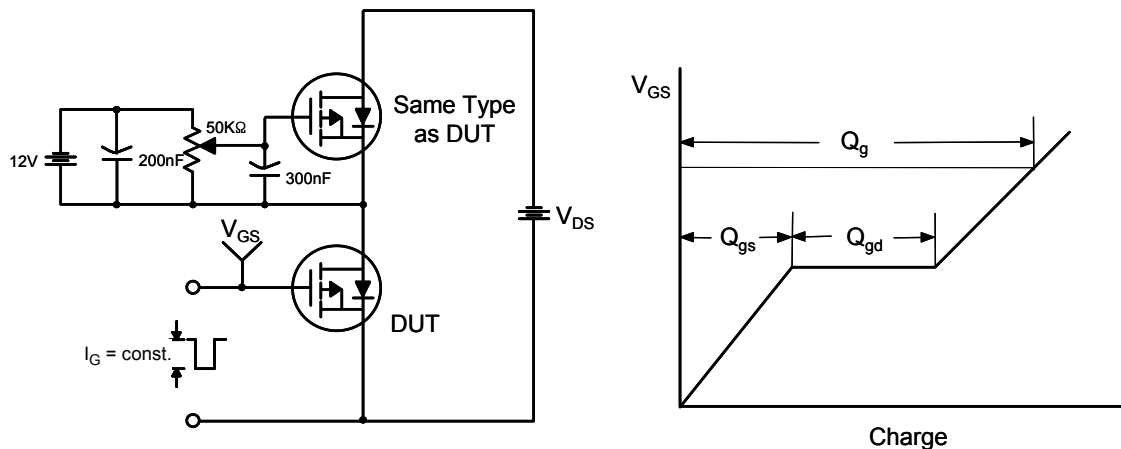 Same Type
as DUT
50KΩ
12V
200nF
300nF
V_GS
V_DS
DUT
I_G = const.
V_GS
Q_g
Q_gs
Q_gd
Charge